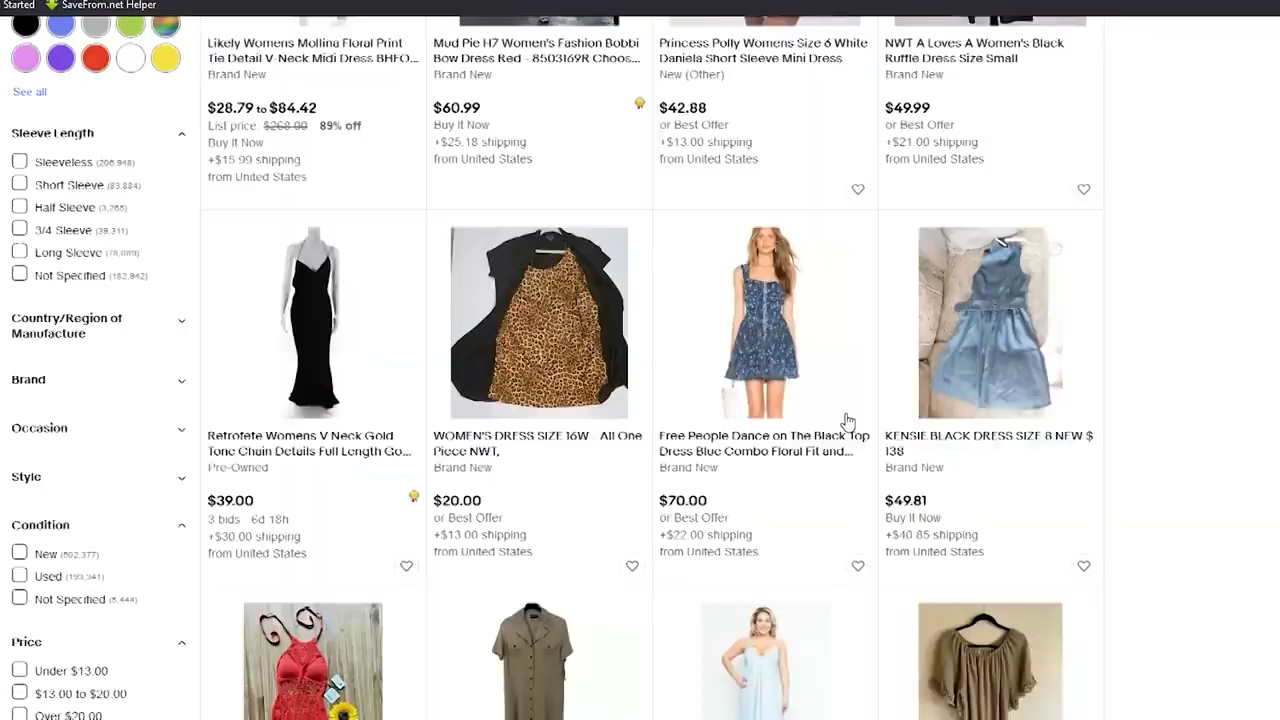 Started
SaveFrom.net Helper
See all
Sleeve Length
Sleeveless (206,948)
Short Sleeve (83,884)
Half Sleeve (3,265)
3/4 Sleeve (39,311)
Long Sleeve
Not Specified (182,942)
Country/Region of
Manufacture
Brand
Occasion
Style
Condition
New (602,377)
Used (193,341)
Not Specified (5,444)
Price
Under $13.00
$13.00 to $20.00
Over $20.00
Likely Womens Mollina Floral Print
Tie Detail V-Neck Midi Dress BHFO...
Brand New
$28.79 to $84.42
List price $268.00 89% off
Buy It Now
+$15.99 shipping
from United States
Mud Pie H7 Women's Fashion Bobbi
Bow Dress Red - 8503169R Choos...
Brand New
$60.99
Buy It Now
+$25.18 shipping
from United States
Princess Polly Womens Size 6 White
Daniela Short Sleeve Mini Dress
New (Other)
$42.88
or Best Offer
+$13.00 shipping
from United States
NWT A Loves A Women's Black
Ruffle Dress Size Small
Brand New
$49.99
or Best Offer
+$21.00 shipping
from United States
Retrofete Womens V Neck Gold
Tone Chain Details Full Length Go...
Pre-Owned
$39.00
3 bids 6d 18h
+$30.00 shipping
from United States
WOMEN'S DRESS SIZE 16W All One
Piece NWT,
Brand New
$20.00
or Best Offer
+$13.00 shipping
from United States
Free People Dance on The Black Top
Dress Blue Combo Floral Fit and...
Brand New
$70.00
or Best Offer
+$22.00 shipping
from United States
KENSIE BLACK DRESS SIZE 8 NEW $
138
Brand New
$49.81
Buy It Now
+$40.85 shipping
from United States